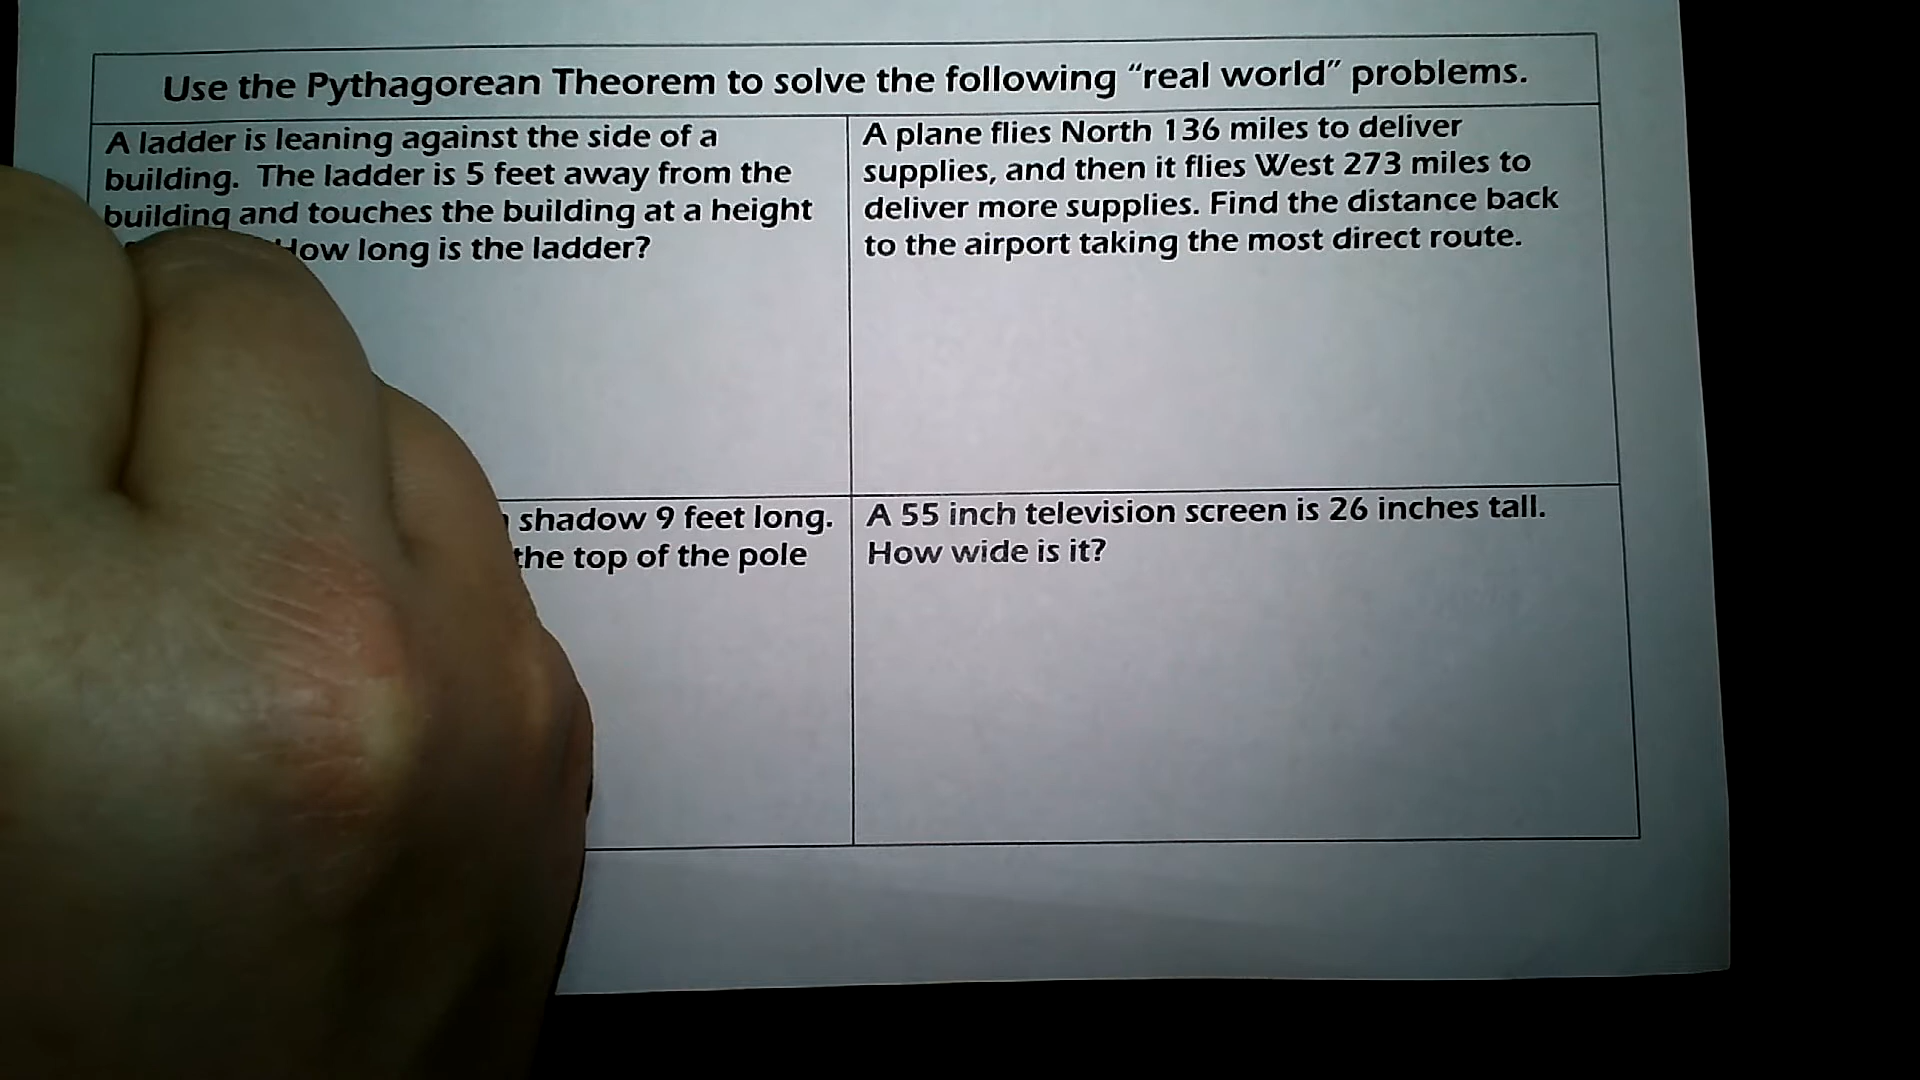 Use the Pythagorean Theorem to solve the following “real world” problems.
A ladder is leaning against the side of a
building. The ladder is 5 feet away from the
building and touches the building at a height
How long is the ladder?
A plane flies North 136 miles to deliver
supplies, and then it flies West 273 miles to
deliver more supplies. Find the distance back
to the airport taking the most direct route.
shadow 9 feet long.
the top of the pole
A 55 inch television screen is 26 inches tall.
How wide is it?